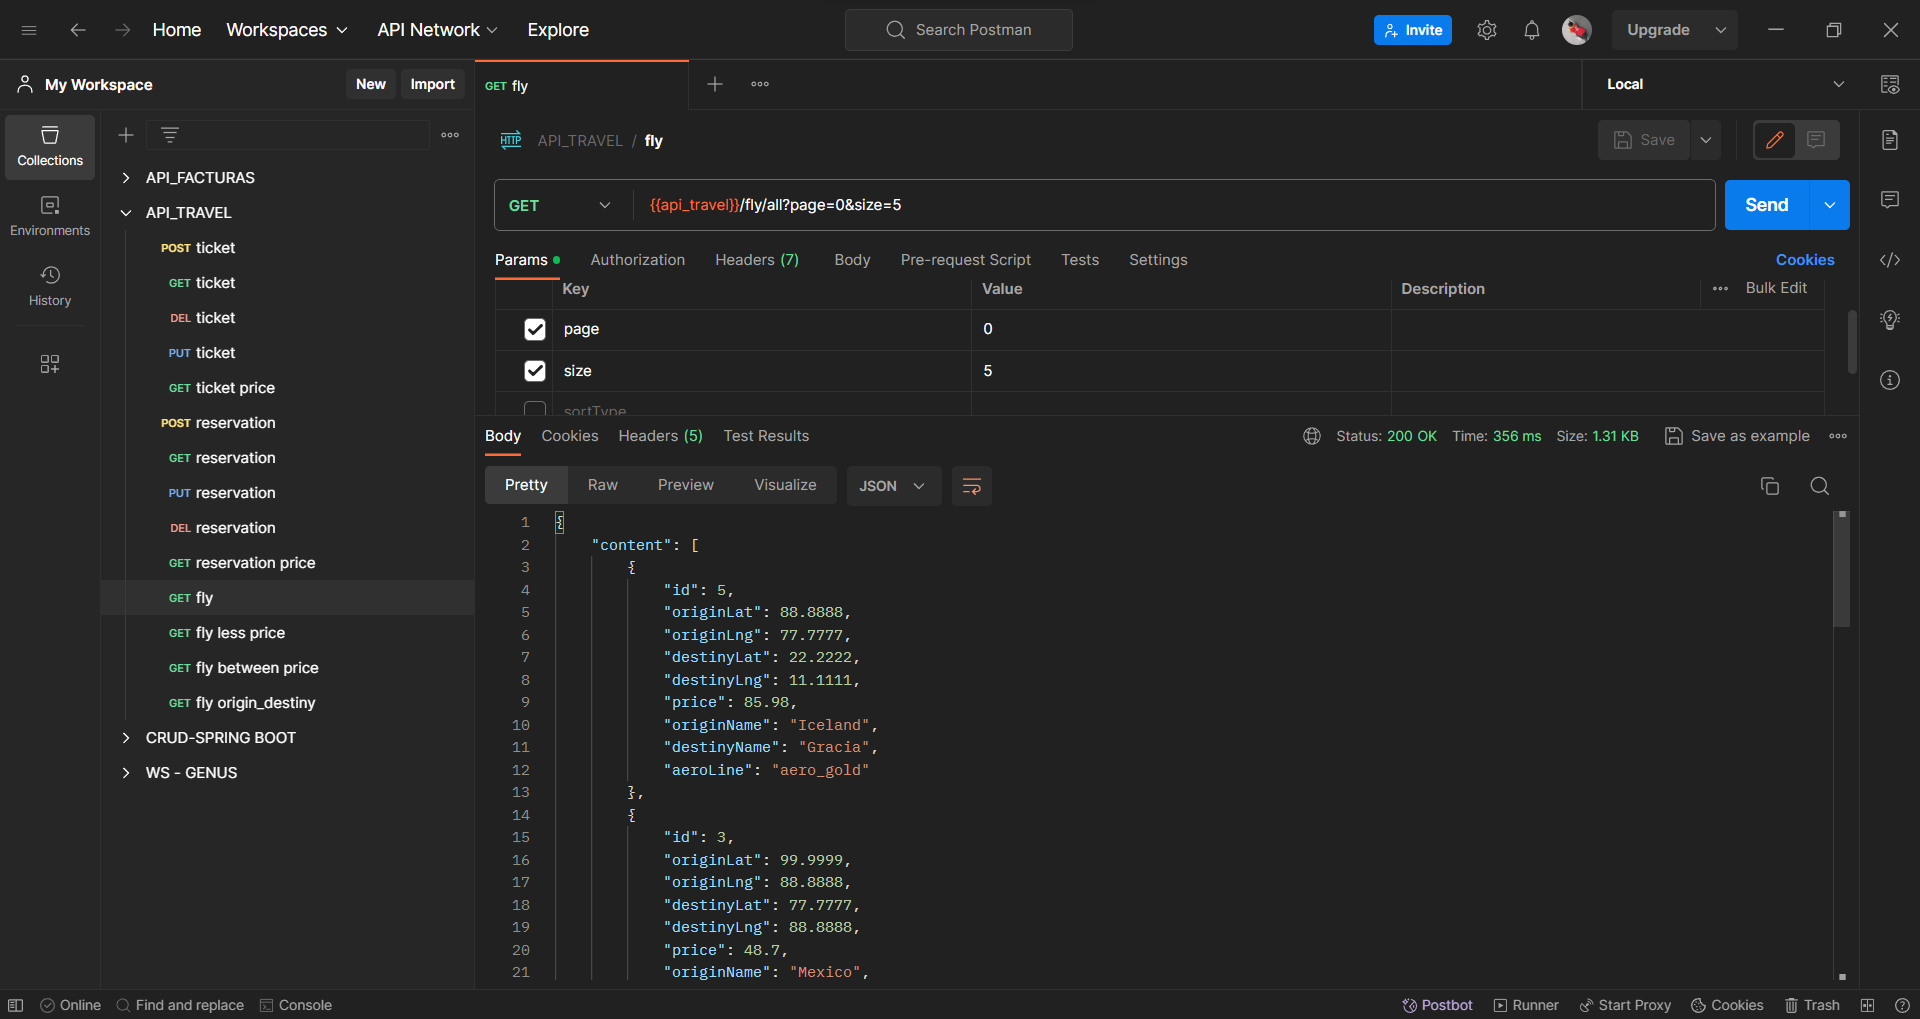 Home Workspaces API Network Explore Search Postman Invite Upgrade
My Workspace New Import GET fly Local
Collections
Environments
History
API_FACTURAS
API_TRAVEL
POST ticket
GET ticket
DEL ticket
PUT ticket
GET ticket price
POST reservation
GET reservation
PUT reservation
DEL reservation
GET reservation price
GET fly
GET fly less price
GET fly between price
GET fly origin_destiny
CRUD-SPRING BOOT
WS - GENUS
HTTP API_TRAVEL / fly Save
GET {{api_travel}}/fly/all?page=0&size=5 Send
Params Authorization Headers (7) Body Pre-request Script Tests Settings Cookies
Key Value Description Bulk Edit
page 0
size 5
sortType
Body Cookies Headers (5) Test Results Status: 200 OK Time: 356 ms Size: 1.31 KB Save as example
Pretty Raw Preview Visualize JSON
1 {
2 "content": [
3 {
4 "id": 5,
5 "originLat": 88.8888,
6 "originLng": 77.7777,
7 "destinyLat": 22.2222,
8 "destinyLng": 11.1111,
9 "price": 85.98,
10 "originName": "Iceland",
11 "destinyName": "Gracia",
12 "aeroLine": "aero_gold"
13 },
14 {
15 "id": 3,
16 "originLat": 99.9999,
17 "originLng": 88.8888,
18 "destinyLat": 77.7777,
19 "destinyLng": 88.8888,
20 "price": 48.7,
21 "originName": "Mexico",
Online Find and replace Console Postbot Runner Start Proxy Cookies Trash